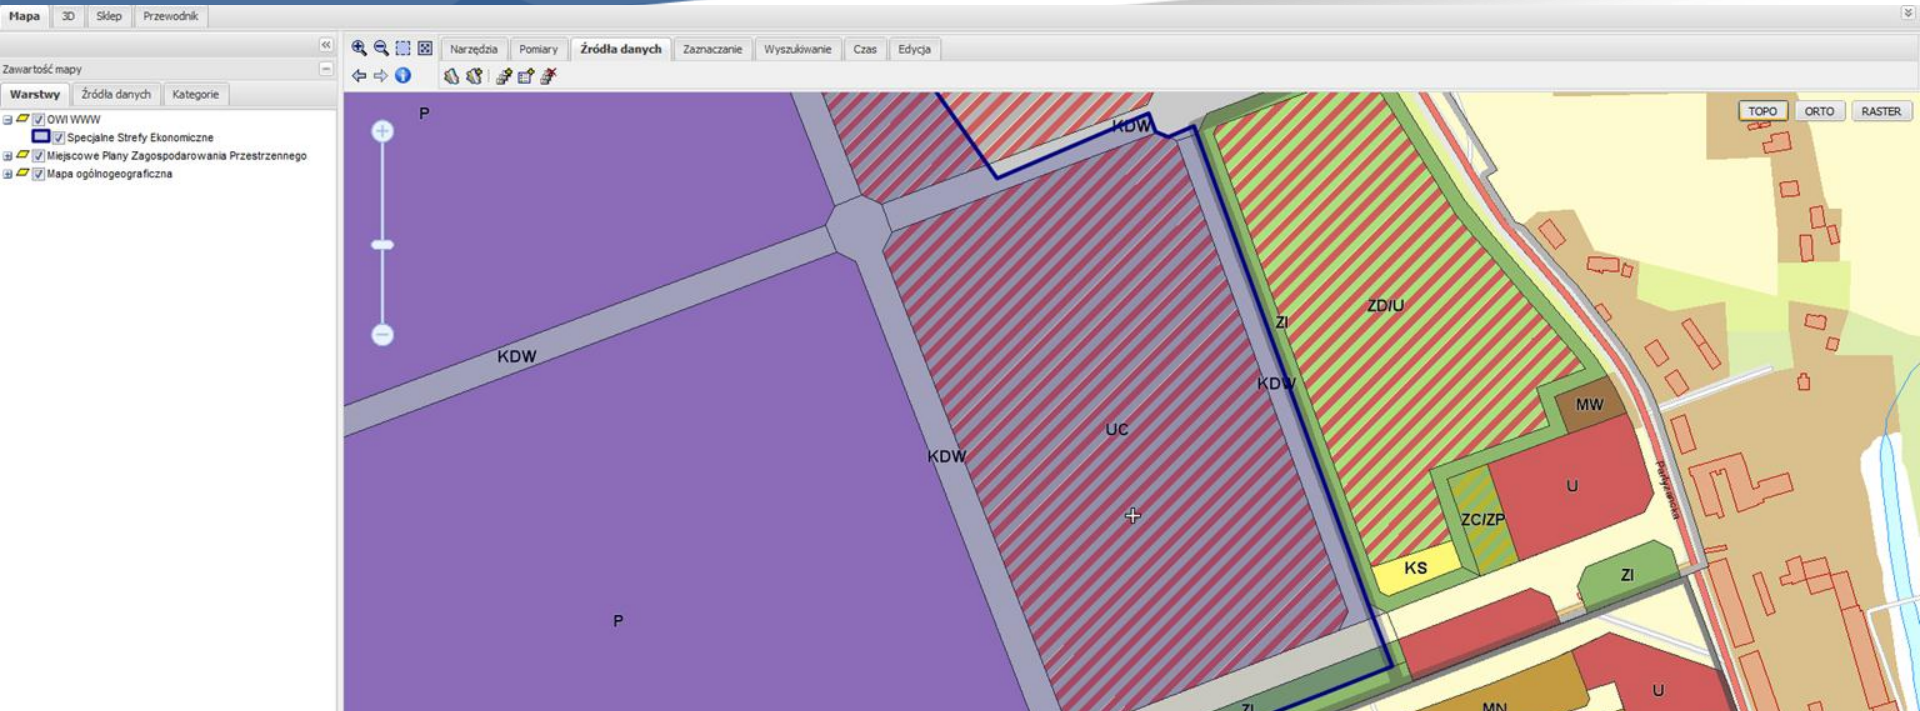 Mapa 3D Sklep Przewodnik
Narzędzia Pomiary Źródła danych Zaznaczanie Wyszukiwanie Czas Edycja
Zawartość mapy
Warstwy Źródła danych Kategorie
OWI WWW
Specjalne Strefy Ekonomiczne
Miejscowe Plany Zagospodarowania Przestrzennego
Mapa ogólnogeograficzna
TOPO ORTO RASTER
P
KDW
ZD/U
ZI
KDW
KDW
MW
UC
KDW
U
Partyzancka
ZC/ZP
KS
ZI
P
U
ZI
MN